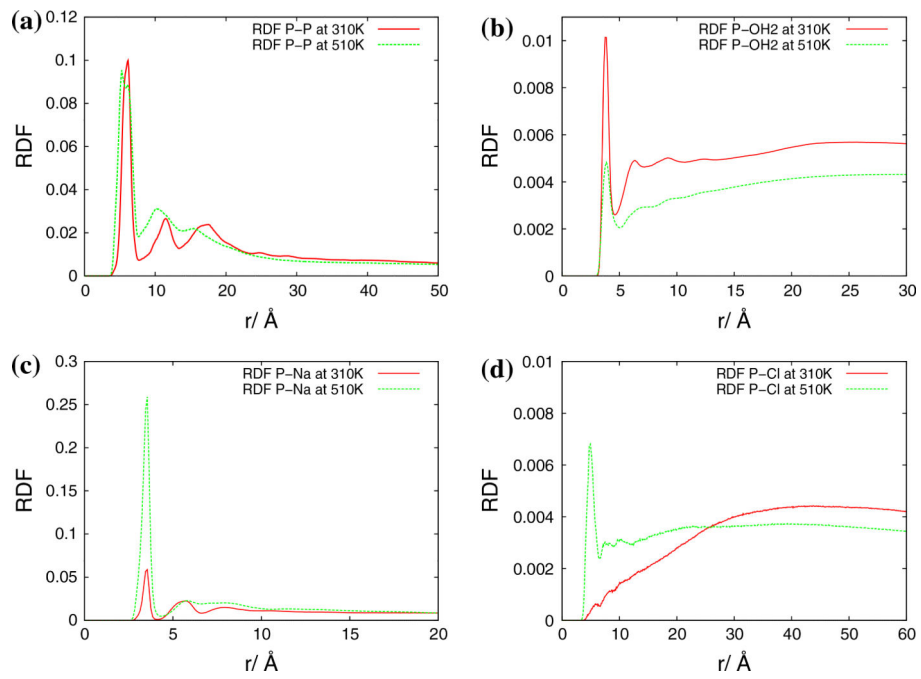 (a)
RDF P-P at 310K
RDF P-P at 510K
0.12
0.1
0.08
0.06
0.04
0.02
0
RDF
0 10 20 30 40 50
r/ Å
(b)
RDF P-OH2 at 310K
RDF P-OH2 at 510K
0.01
0.008
0.006
0.004
0.002
0
RDF
0 5 10 15 20 25 30
r/ Å
(c)
RDF P-Na at 310K
RDF P-Na at 510K
0.3
0.25
0.2
0.15
0.1
0.05
0
RDF
0 5 10 15 20
r/ Å
(d)
RDF P-Cl at 310K
RDF P-Cl at 510K
0.01
0.008
0.006
0.004
0.002
0
RDF
0 10 20 30 40 50 60
r/ Å